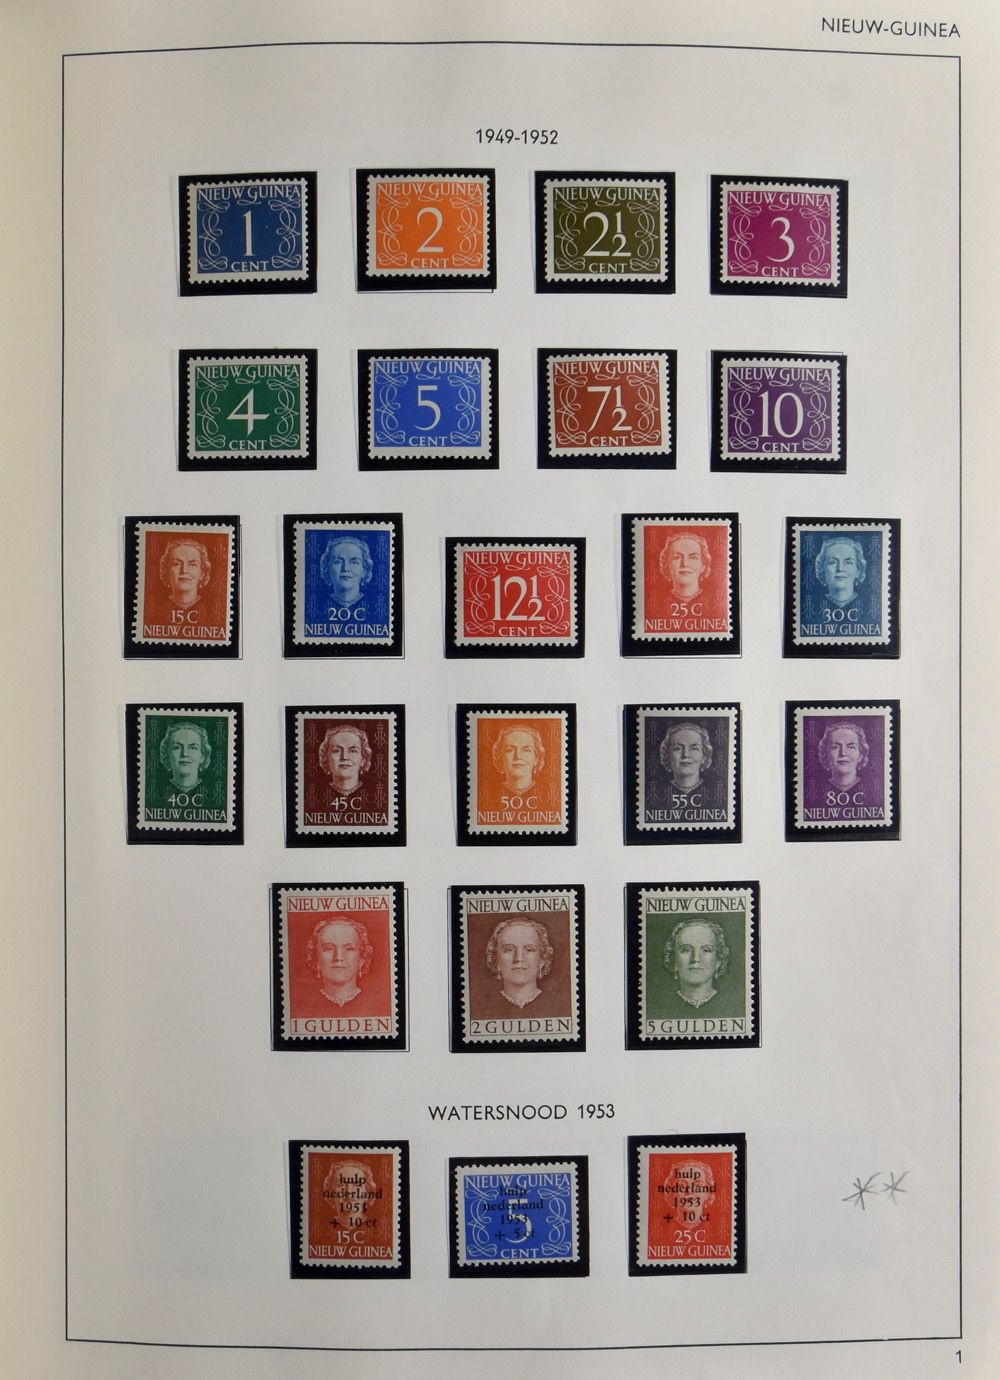 NIEUW-GUINEA
1949-1952
NIEUW GUINEA
1
CENT
NIEUW GUINEA
2
CENT
NIEUW GUINEA
2½
CENT
NIEUW GUINEA
3
CENT
NIEUW GUINEA
4
CENT
NIEUW GUINEA
5
CENT
NIEUW GUINEA
7½
CENT
NIEUW GUINEA
10
CENT
15 C
NIEUW GUINEA
20 C
NIEUW GUINEA
NIEUW GUINEA
12½
CENT
25 C
NIEUW GUINEA
30 C
NIEUW GUINEA
40 C
NIEUW GUINEA
45 C
NIEUW GUINEA
50 C
NIEUW GUINEA
55 C
NIEUW GUINEA
80 C
NIEUW GUINEA
NIEUW GUINEA
1 GULDEN
NIEUW GUINEA
2 GULDEN
NIEUW GUINEA
5 GULDEN
WATERSNOOD 1953
hulp
nederland
1953
+ 10 ct
15 C
NIEUW GUINEA
NIEUW GUINEA
hulp
nederland
1953
+ 5 ct
5
CENT
hulp
nederland
1953
+ 10 ct
25 C
NIEUW GUINEA
**
1